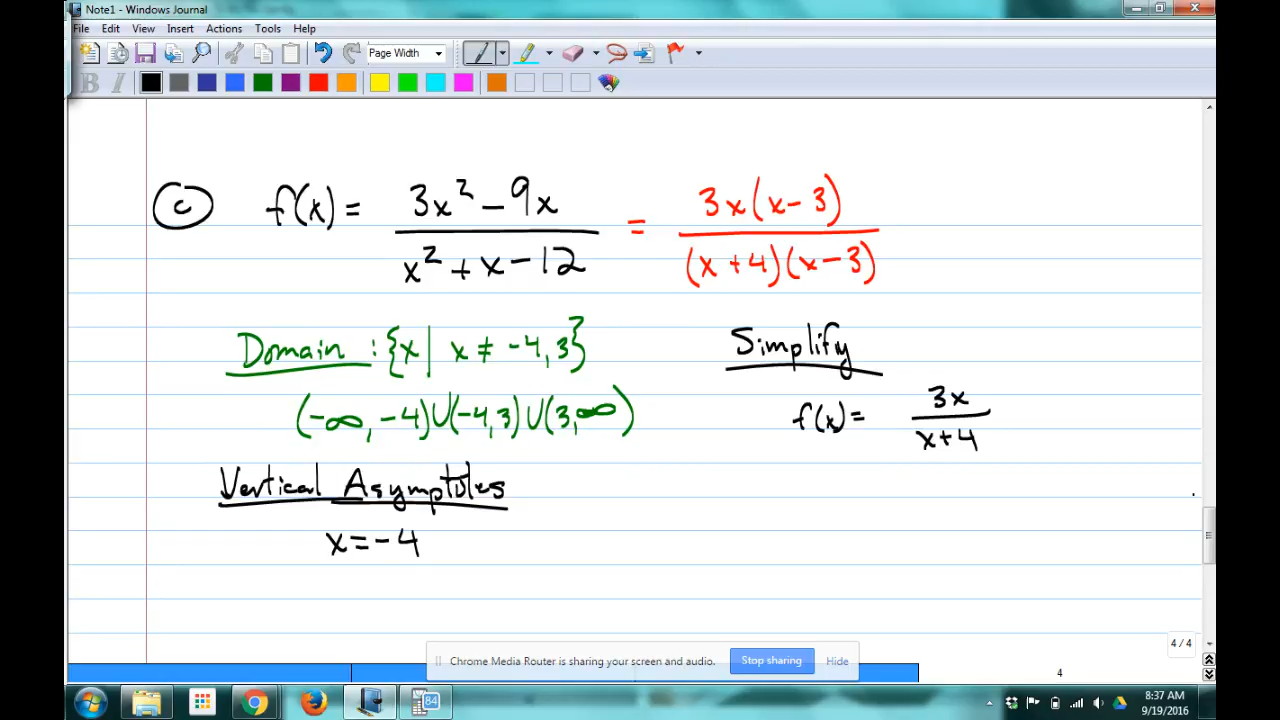 Note1 - Windows Journal
File Edit View Insert Actions Tools Help
Page Width
B I
c f(x) = (3x² - 9x)/(x² + x - 12) = 3x(x - 3)/((x + 4)(x - 3))
Domain : {x | x ≠ -4, 3}
Simplify
(-∞, -4) ∪ (-4, 3) ∪ (3, ∞)
f(x) = 3x/(x + 4)
Vertical Asymptotes
x = -4
4 / 4
Chrome Media Router is sharing your screen and audio. Stop sharing Hide
4
84
8:37 AM
9/19/2016